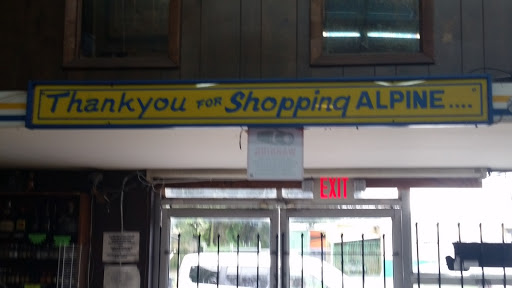 Thankyou FOR Shopping ALPINE....
EXIT